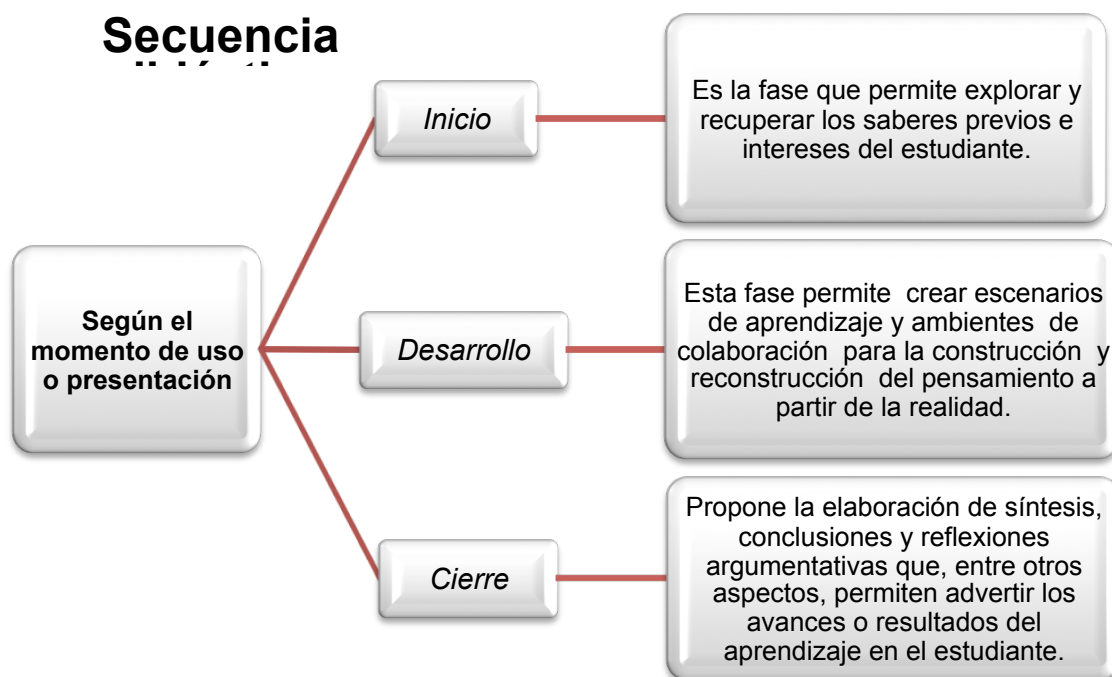 Secuencia
Inicio
Es la fase que permite explorar y
recuperar los saberes previos e
intereses del estudiante.
Según el
momento de uso
o presentación
Desarrollo
Esta fase permite crear escenarios
de aprendizaje y ambientes de
colaboración para la construcción y
reconstrucción del pensamiento a
partir de la realidad.
Cierre
Propone la elaboración de síntesis,
conclusiones y reflexiones
argumentativas que, entre otros
aspectos, permiten advertir los
avances o resultados del
aprendizaje en el estudiante.